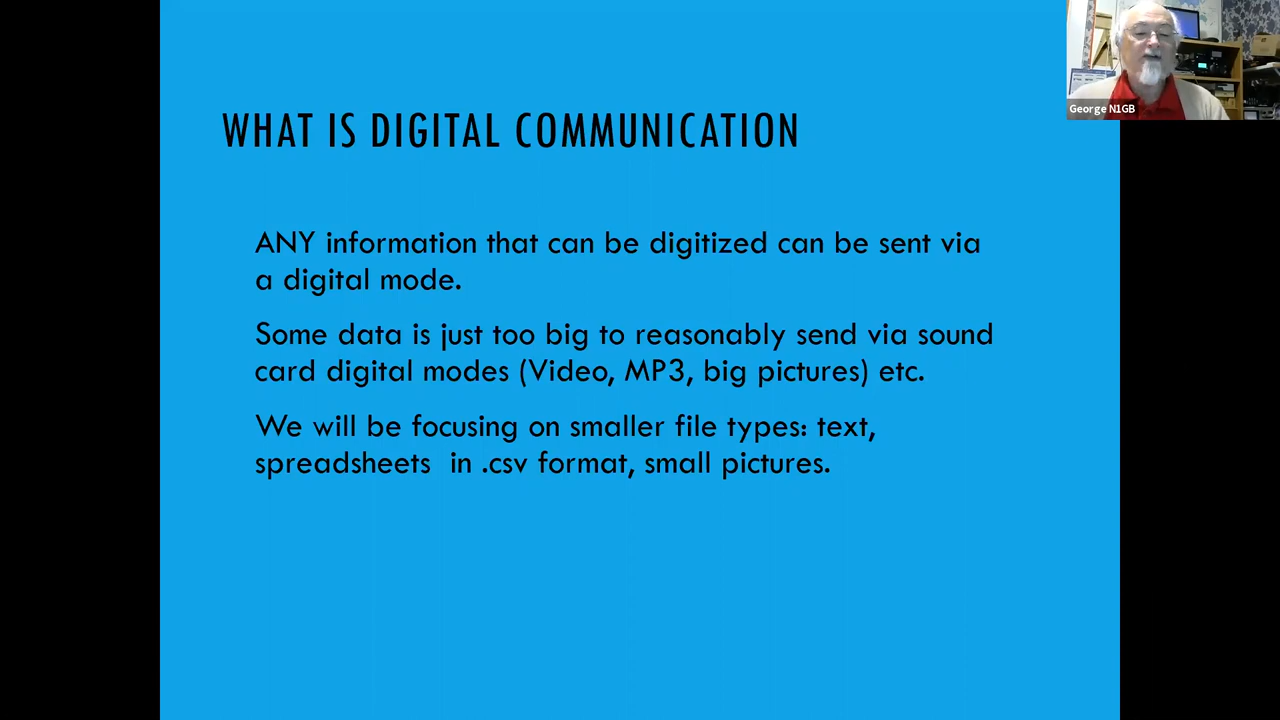 WHAT IS DIGITAL COMMUNICATION
ANY information that can be digitized can be sent via
a digital mode.
Some data is just too big to reasonably send via sound
card digital modes (Video, MP3, big pictures) etc.
We will be focusing on smaller file types: text,
spreadsheets  in .csv format, small pictures.
George N1GB